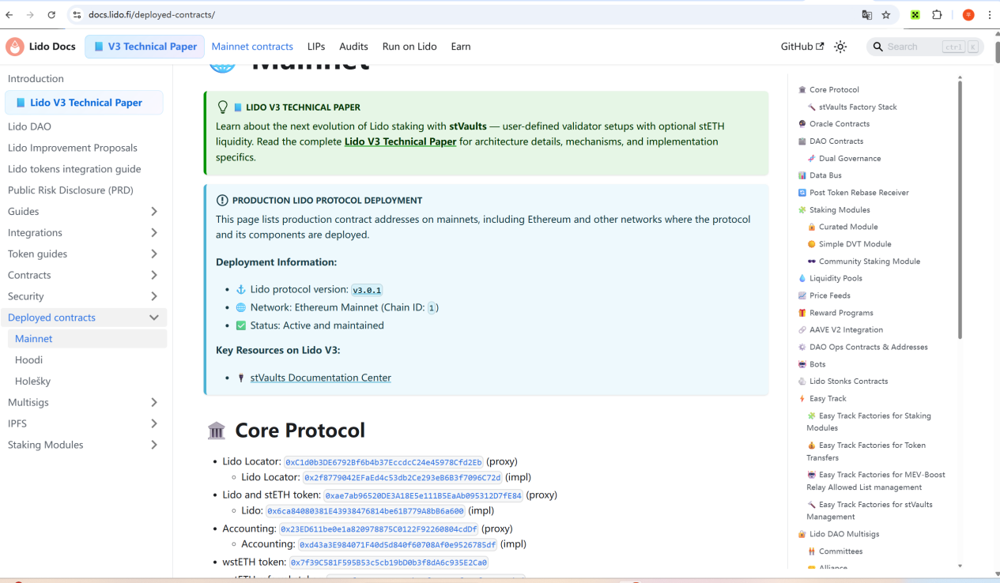 docs.lido.fi/deployed-contracts/
Lido Docs
V3 Technical Paper
Mainnet contracts
LIPs
Audits
Run on Lido
Earn
GitHub
Search
ctrl
K
Introduction
Lido V3 Technical Paper
Lido DAO
Lido Improvement Proposals
Lido tokens integration guide
Public Risk Disclosure (PRD)
Guides
Integrations
Token guides
Contracts
Security
Deployed contracts
Mainnet
Hoodi
Holešky
Multisigs
IPFS
Staking Modules
Mainnet
LIDO V3 TECHNICAL PAPER
Learn about the next evolution of Lido staking with stVaults — user-defined validator setups with optional stETH
liquidity. Read the complete Lido V3 Technical Paper for architecture details, mechanisms, and implementation
specifics.
PRODUCTION LIDO PROTOCOL DEPLOYMENT
This page lists production contract addresses on mainnets, including Ethereum and other networks where the protocol
and its components are deployed.
Deployment Information:
Lido protocol version: v3.0.1
Network: Ethereum Mainnet (Chain ID: 1)
Status: Active and maintained
Key Resources on Lido V3:
stVaults Documentation Center
Core Protocol
Lido Locator: 0xC1d0b3DE6792Bf6b4b37EccdcC24e45978Cfd2Eb (proxy)
Lido Locator: 0x2f8779042EFaEd4c53db2Ce293eB6B3f7096C72d (impl)
Lido and stETH token: 0xae7ab96520DE3A18E5e111B5EaAb095312D7fE84 (proxy)
Lido: 0x6ca84080381E43938476814be61B779A8bB6a600 (impl)
Accounting: 0x23ED611be0e1a820978875C0122F92260804cdDf (proxy)
Accounting: 0xd43a3E984071F40d5d840f60708Af0e9526785df (impl)
wstETH token: 0x7f39C581F595B53c5cb19bD0b3f8dA6c935E2Ca0
Core Protocol
stVaults Factory Stack
Oracle Contracts
DAO Contracts
Dual Governance
Data Bus
Post Token Rebase Receiver
Staking Modules
Curated Module
Simple DVT Module
Community Staking Module
Liquidity Pools
Price Feeds
Reward Programs
AAVE V2 Integration
DAO Ops Contracts & Addresses
Bots
Lido Stonks Contracts
Easy Track
Easy Track Factories for Staking
Modules
Easy Track Factories for Token
Transfers
Easy Track Factories for MEV-Boost
Relay Allowed List management
Easy Track Factories for stVaults
Management
Lido DAO Multisigs
Committees
Alliance